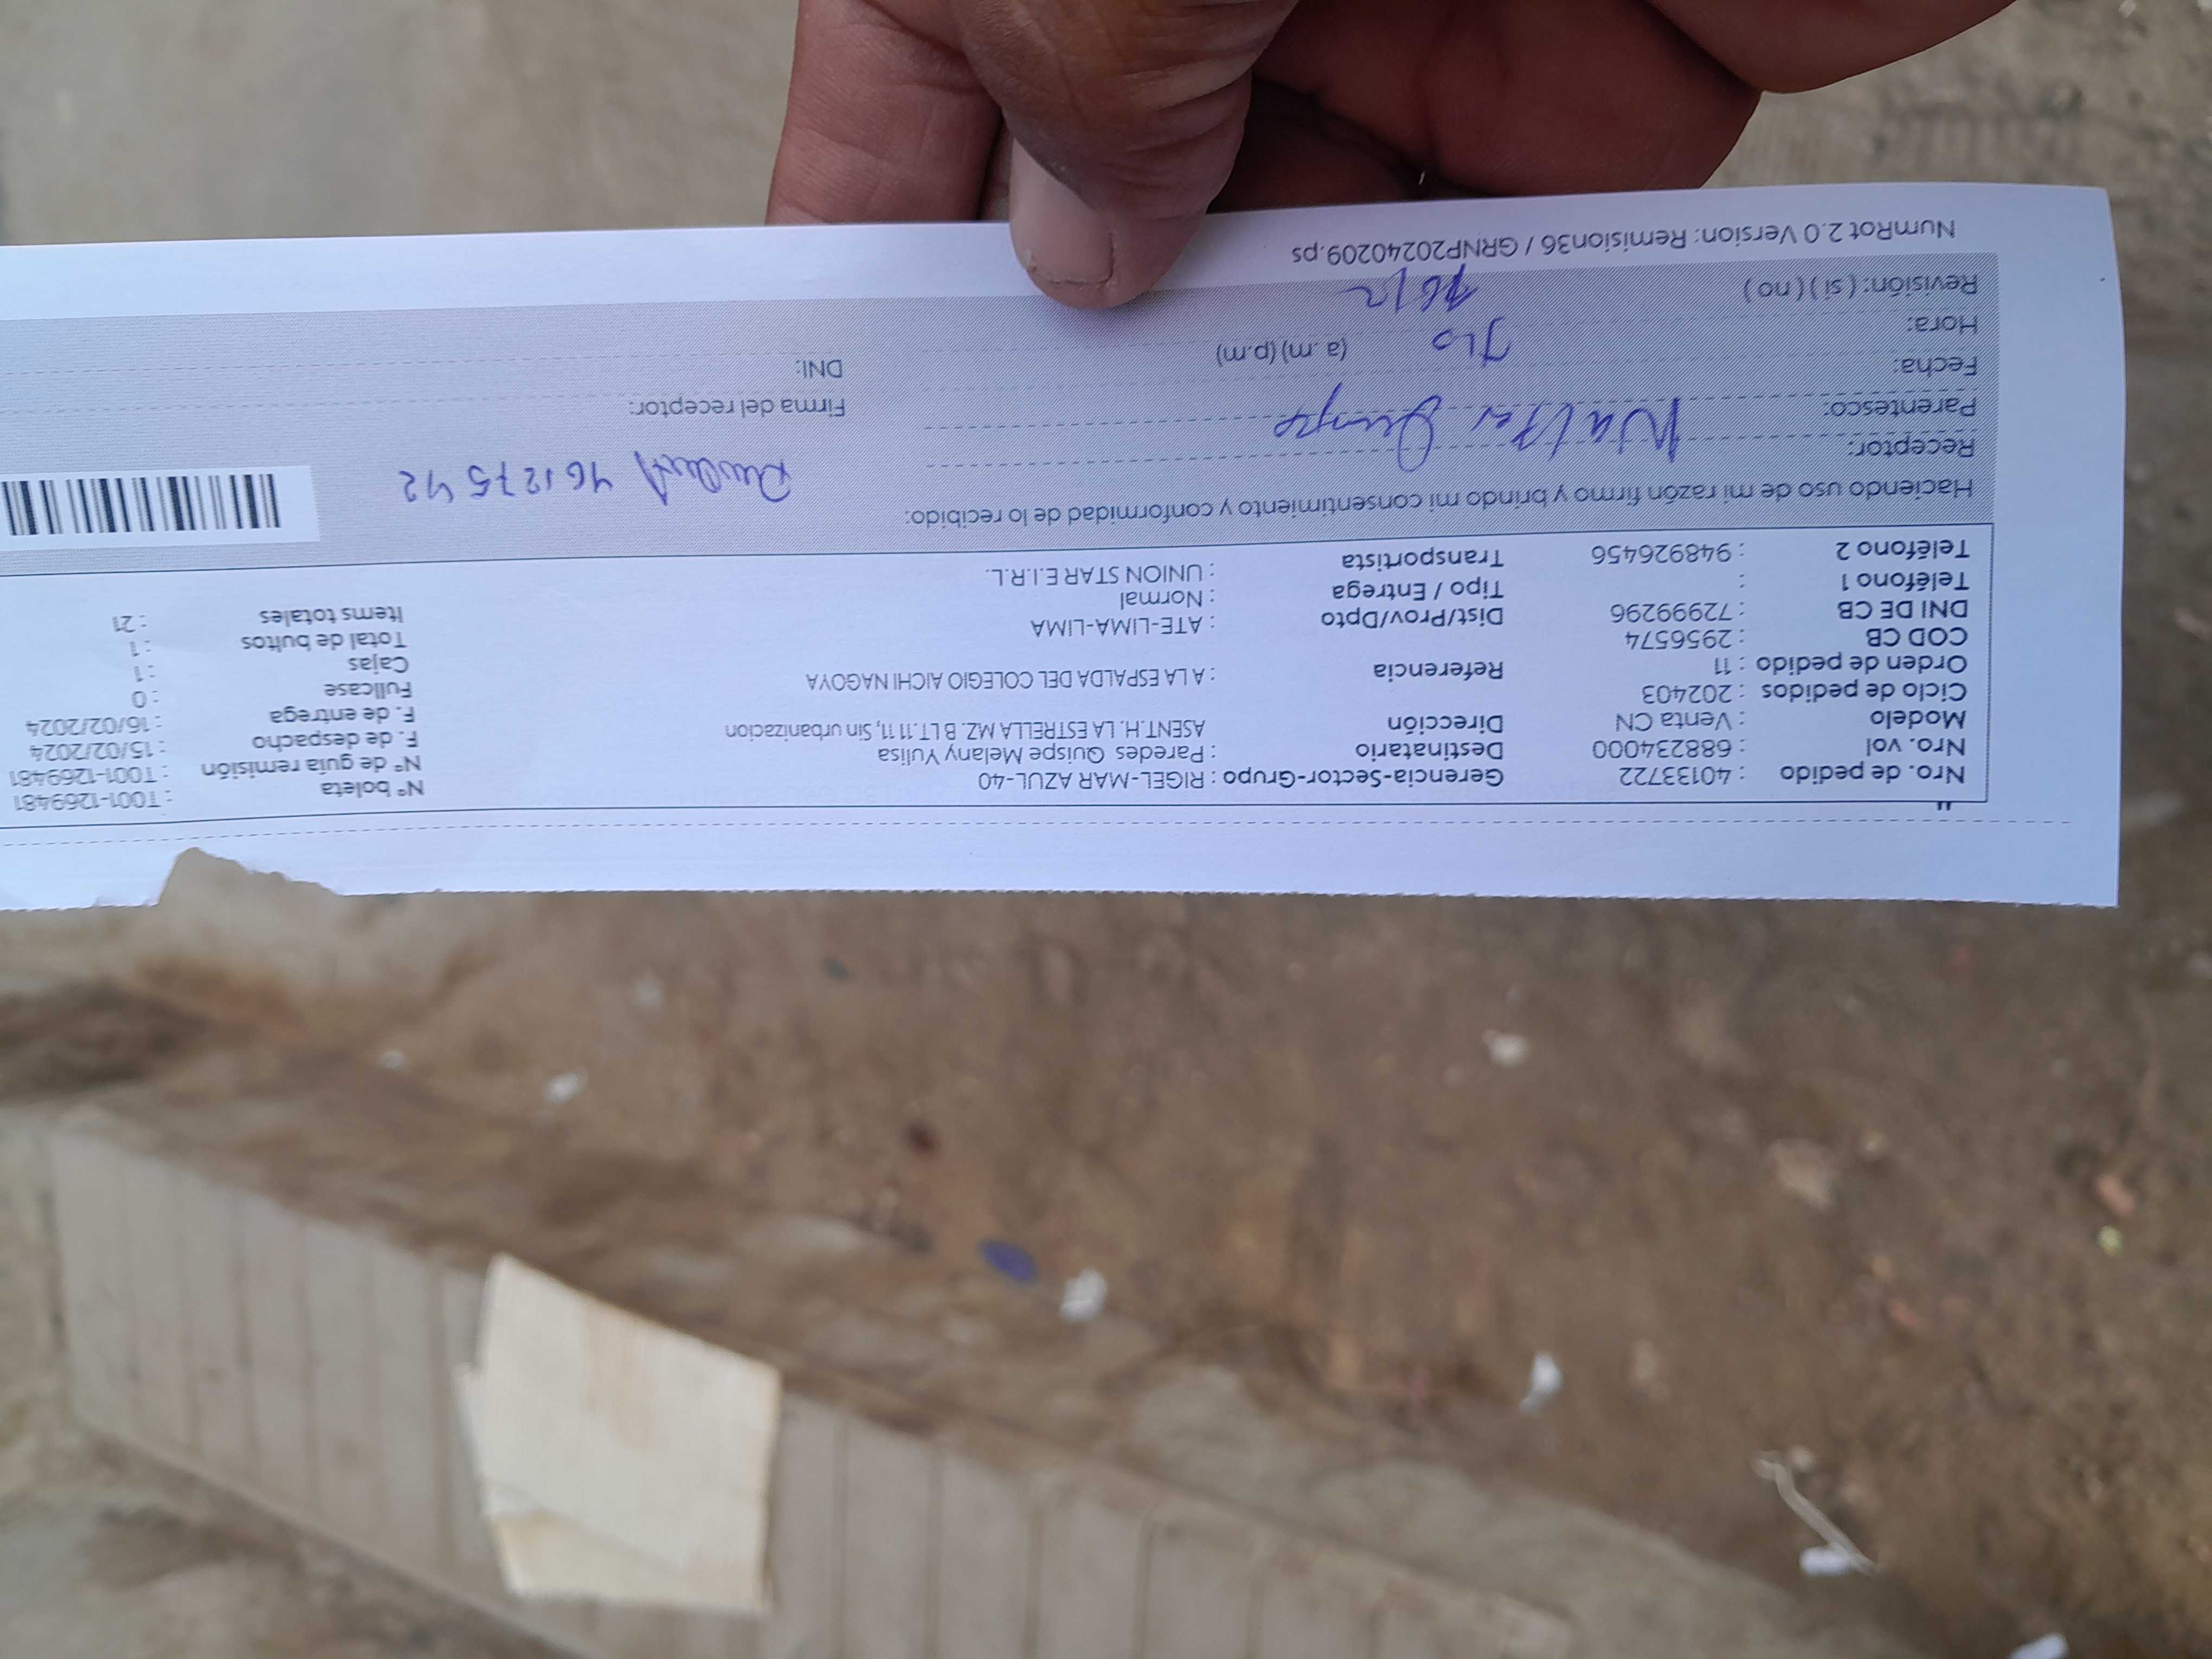 Nro. de pedido : 40133722 Gerencia-Sector-Grupo : RIGEL-MAR AZUL-40 N° boleta : T001-1269481
Nro. vol : 688234000 Destinatario : Paredes Quispe Melany Yulisa N° de guía remisión : T001-1269481
Modelo : Venta CN Dirección ASENT.H. LA ESTRELLA MZ. B LT.11 11, Sin urbanizacion F. de despacho : 15/02/2024
Ciclo de pedidos : 202403 F. de entrega : 16/02/2024
Orden de pedido : 11 Referencia : A LA ESPALDA DEL COLEGIO AICHI NAGOYA Fullcase : 0
COD CB : 2956574 Cajas : 1
DNI DE CB : 72999296 Dist/Prov/Dpto : ATE-LIMA-LIMA Total de bultos : 1
Teléfono 1 : Tipo / Entrega : Normal Items totales : 21
Teléfono 2 : 948926456 Transportista : UNION STAR E.I.R.L.
Haciendo uso de mi razón firmo y brindo mi consentimiento y conformidad de lo recibido:
Receptor: 46127542
Parentesco: Walter Firma del receptor:
Fecha: DNI:
Hora: (a.m) (p.m)
Revisión: ( si ) ( no )
NumRot 2.0 Version: Remision36 / GRNP20240209.ps